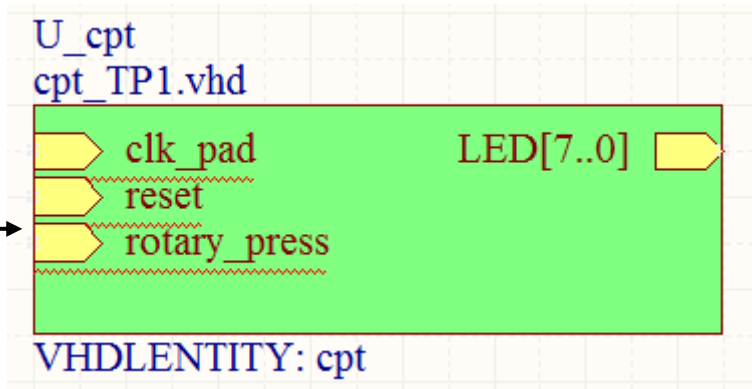 U_cpt
cpt_TP1.vhd
clk_pad LED[7..0]
reset
rotary_press
VHDLENTITY: cpt